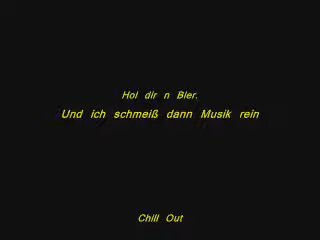 Hol dir n Bier.
Und ich schmeiß dann Musik rein
Chill Out